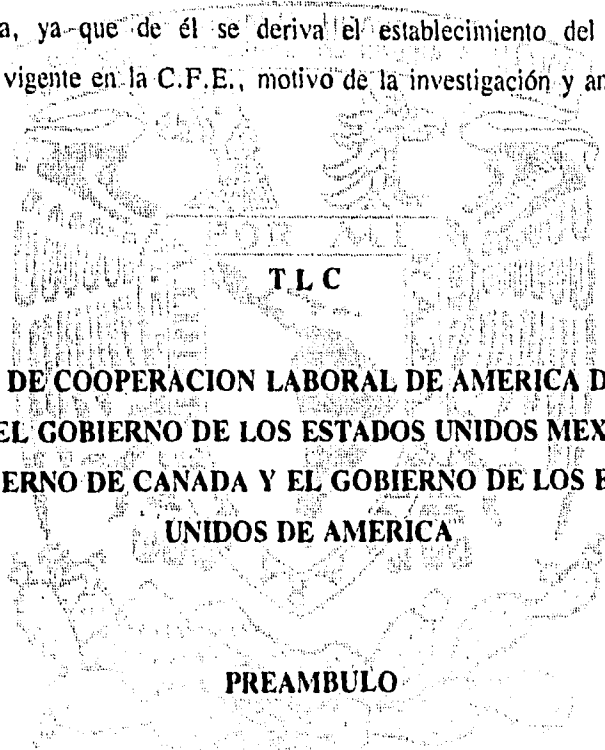 a, ya que de él se deriva el establecimiento del
vigente en la C.F.E., motivo de la investigación y an
POR MI
T L C
DE COOPERACION LABORAL DE AMERICA D
EL GOBIERNO DE LOS ESTADOS UNIDOS MEX
ERNO DE CANADA Y EL GOBIERNO DE LOS E
UNIDOS DE AMERICA
PREAMBULO